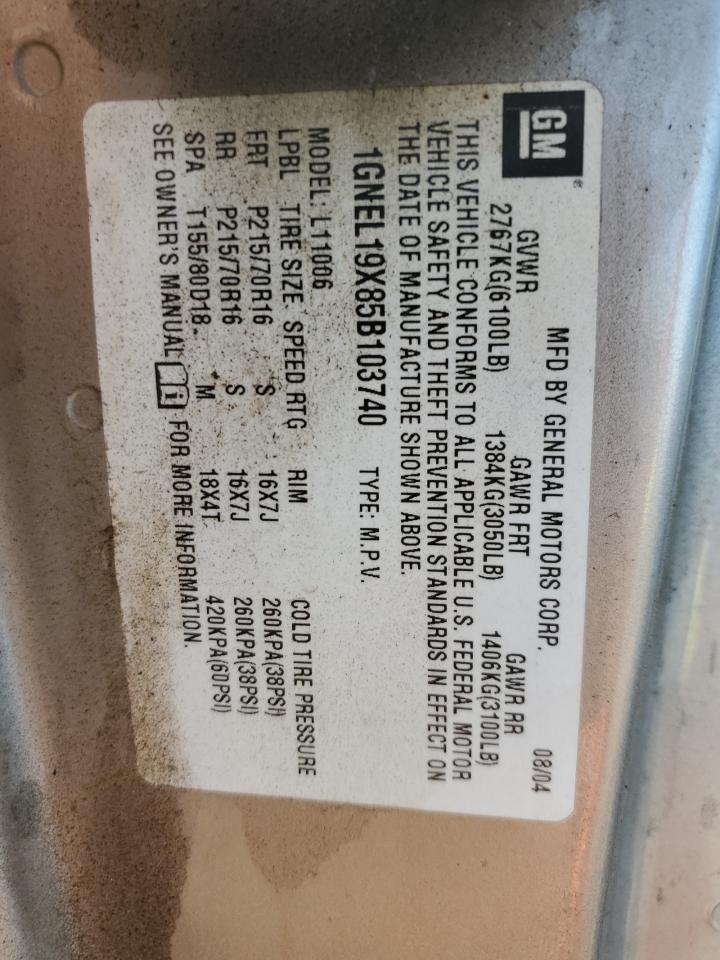 GM®
MFD BY GENERAL MOTORS CORP. 08/04
GVWR GAWR FRT GAWR RR
2767KG(6100LB) 1384KG(3050LB) 1406KG(3100LB)
THIS VEHICLE CONFORMS TO ALL APPLICABLE U.S. FEDERAL MOTOR
VEHICLE SAFETY AND THEFT PREVENTION STANDARDS IN EFFECT ON
THE DATE OF MANUFACTURE SHOWN ABOVE.
1GNEL19X85B103740 TYPE: M.P.V.
MODEL: L11006
LPBL TIRE SIZE SPEED RTG RIM COLD TIRE PRESSURE
FRT P215/70R16 S 16X7J 260KPA(38PSI)
RR P215/70R16 S 16X7J 260KPA(38PSI)
SPA T155/80D18 M 18X4T 420KPA(60PSI)
SEE OWNER'S MANUAL FOR MORE INFORMATION.